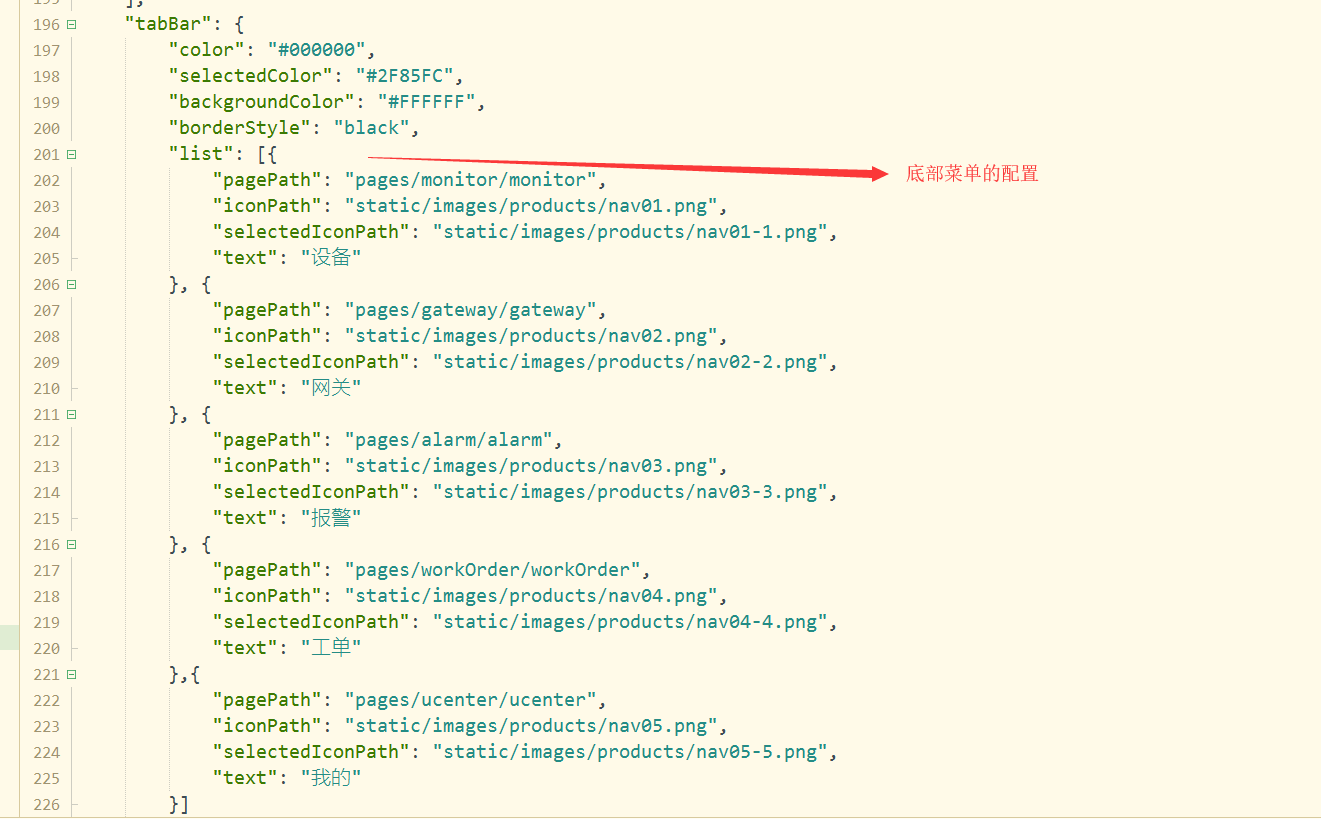 195 ],
196 "tabBar": {
197 "color": "#000000",
198 "selectedColor": "#2F85FC",
199 "backgroundColor": "#FFFFFF",
200 "borderStyle": "black",
201 "list": [{
底部菜单的配置
202 "pagePath": "pages/monitor/monitor",
203 "iconPath": "static/images/products/nav01.png",
204 "selectedIconPath": "static/images/products/nav01-1.png",
205 "text": "设备"
206 }, {
207 "pagePath": "pages/gateway/gateway",
208 "iconPath": "static/images/products/nav02.png",
209 "selectedIconPath": "static/images/products/nav02-2.png",
210 "text": "网关"
211 }, {
212 "pagePath": "pages/alarm/alarm",
213 "iconPath": "static/images/products/nav03.png",
214 "selectedIconPath": "static/images/products/nav03-3.png",
215 "text": "报警"
216 }, {
217 "pagePath": "pages/workOrder/workOrder",
218 "iconPath": "static/images/products/nav04.png",
219 "selectedIconPath": "static/images/products/nav04-4.png",
220 "text": "工单"
221 },{
222 "pagePath": "pages/ucenter/ucenter",
223 "iconPath": "static/images/products/nav05.png",
224 "selectedIconPath": "static/images/products/nav05-5.png",
225 "text": "我的"
226 }]